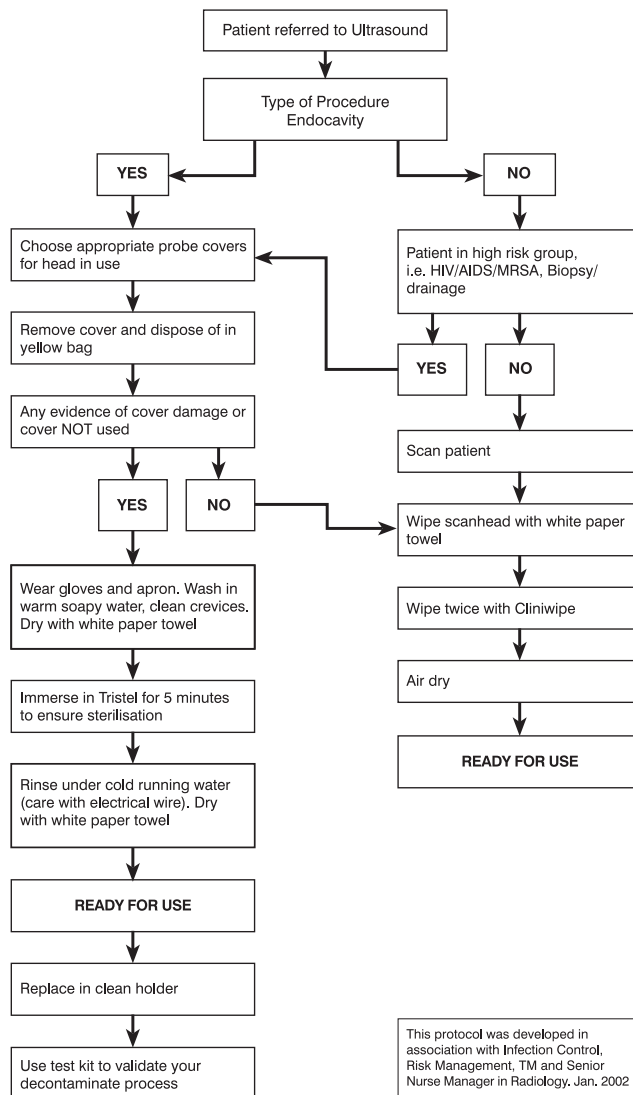 Patient referred to Ultrasound
Type of Procedure
Endocavity
YES
NO
Choose appropriate probe covers
for head in use
Patient in high risk group,
i.e. HIV/AIDS/MRSA, Biopsy/
drainage
Remove cover and dispose of in
yellow bag
YES
NO
Any evidence of cover damage or
cover NOT used
Scan patient
YES
NO
Wipe scanhead with white paper
towel
Wear gloves and apron. Wash in
warm soapy water, clean crevices.
Dry with white paper towel
Wipe twice with Cliniwipe
Immerse in Tristel for 5 minutes
to ensure sterilisation
Air dry
Rinse under cold running water
(care with electrical wire). Dry
with white paper towel
READY FOR USE
READY FOR USE
Replace in clean holder
Use test kit to validate your
decontaminate process
This protocol was developed in
association with Infection Control,
Risk Management, TM and Senior
Nurse Manager in Radiology. Jan. 2002